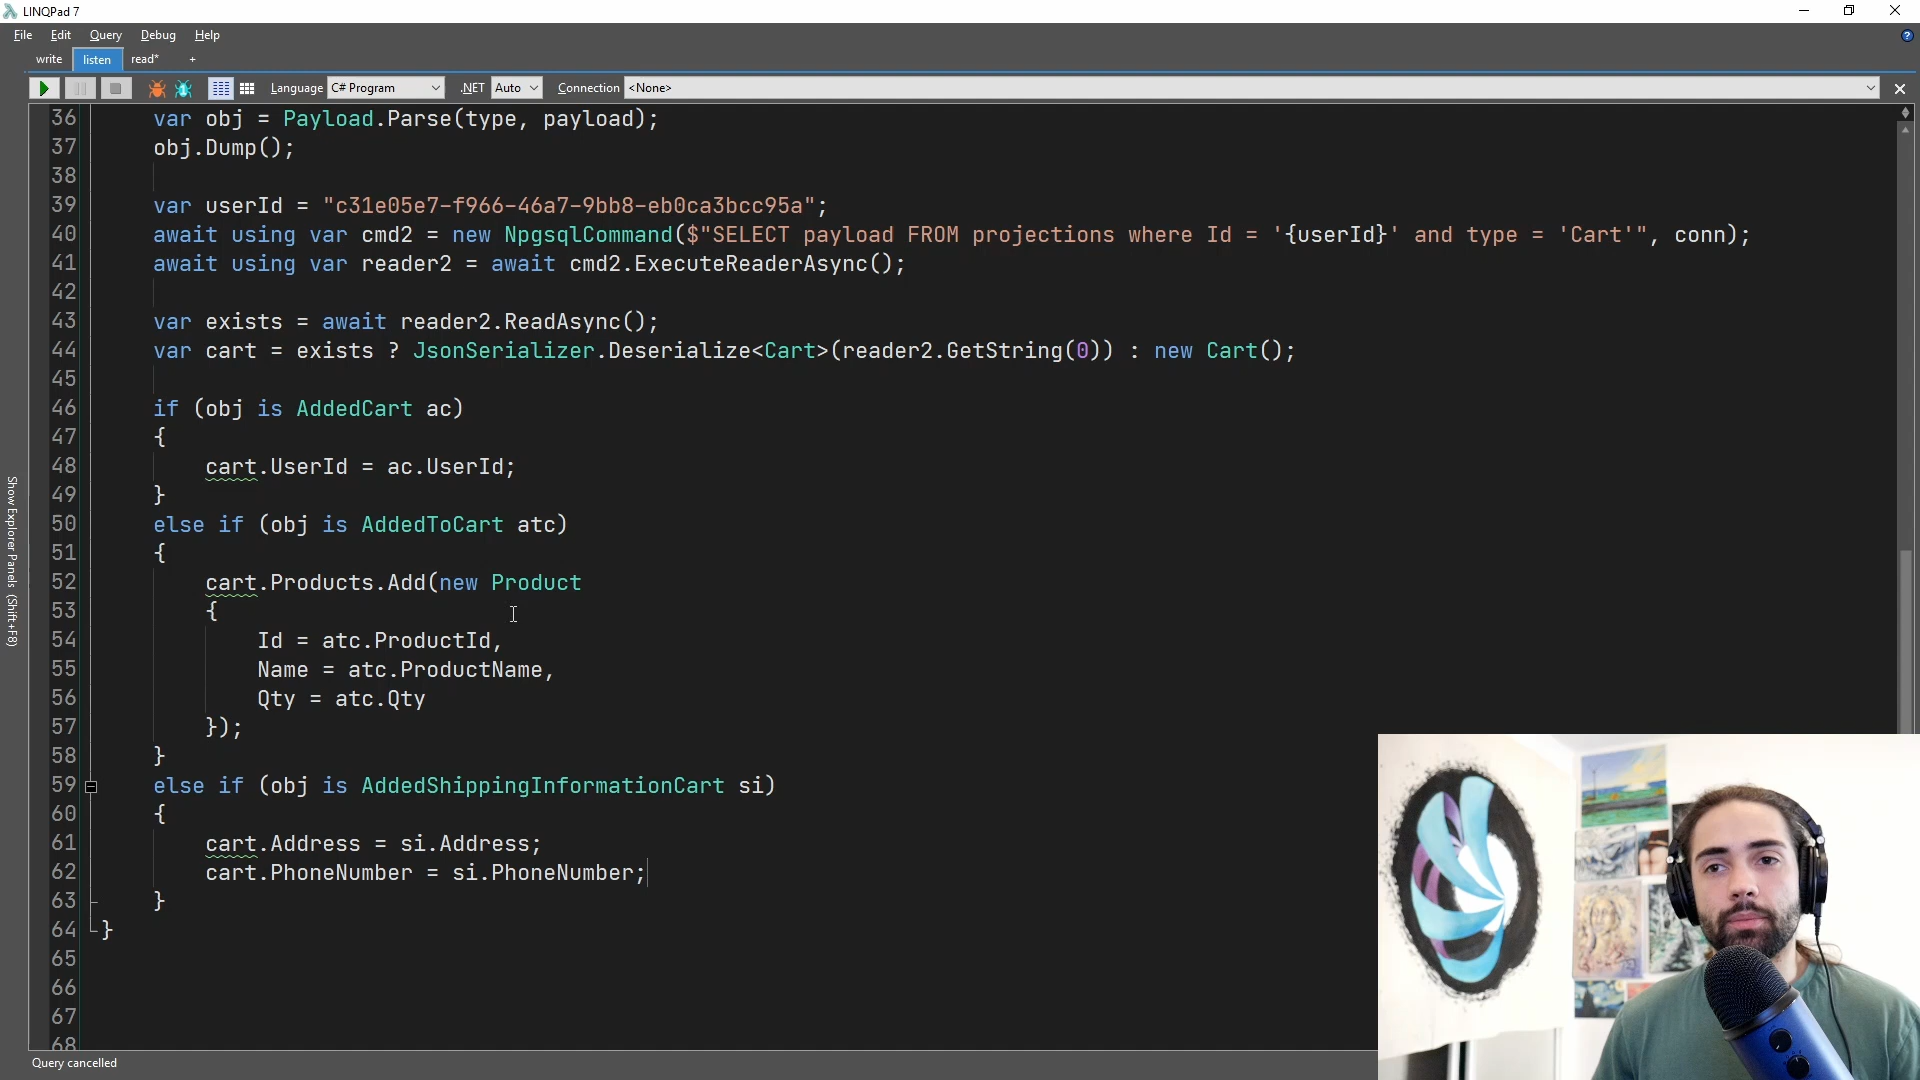 LINQPad 7
File Edit Query Debug Help
write listen read* +
Language C# Program .NET Auto Connection <None>
Show Explorer Panels (Shift+F8)
36 var obj = Payload.Parse(type, payload);
37 obj.Dump();
38
39 var userId = "c31e05e7-f966-46a7-9bb8-eb0ca3bcc95a";
40 await using var cmd2 = new NpgsqlCommand($"SELECT payload FROM projections where Id = '{userId}' and type = 'Cart'", conn);
41 await using var reader2 = await cmd2.ExecuteReaderAsync();
42
43 var exists = await reader2.ReadAsync();
44 var cart = exists ? JsonSerializer.Deserialize<Cart>(reader2.GetString(0)) : new Cart();
45
46 if (obj is AddedCart ac)
47 {
48 cart.UserId = ac.UserId;
49 }
50 else if (obj is AddedToCart atc)
51 {
52 cart.Products.Add(new Product
53 {
54 Id = atc.ProductId,
55 Name = atc.ProductName,
56 Qty = atc.Qty
57 });
58 }
59 else if (obj is AddedShippingInformationCart si)
60 {
61 cart.Address = si.Address;
62 cart.PhoneNumber = si.PhoneNumber;
63 }
64 }
65
66
67
68
Query cancelled